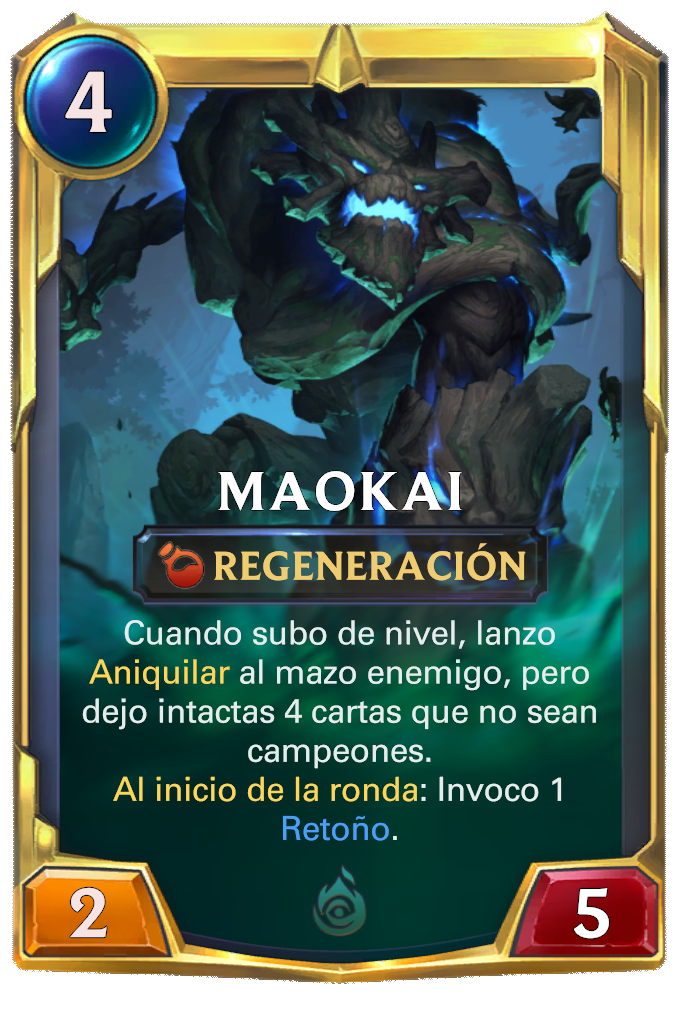 4
MAOKAI
REGENERACIÓN
Cuando subo de nivel, lanzo
Aniquilar al mazo enemigo, pero
dejo intactas 4 cartas que no sean
campeones.
Al inicio de la ronda: Invoco 1
Retoño.
2
5